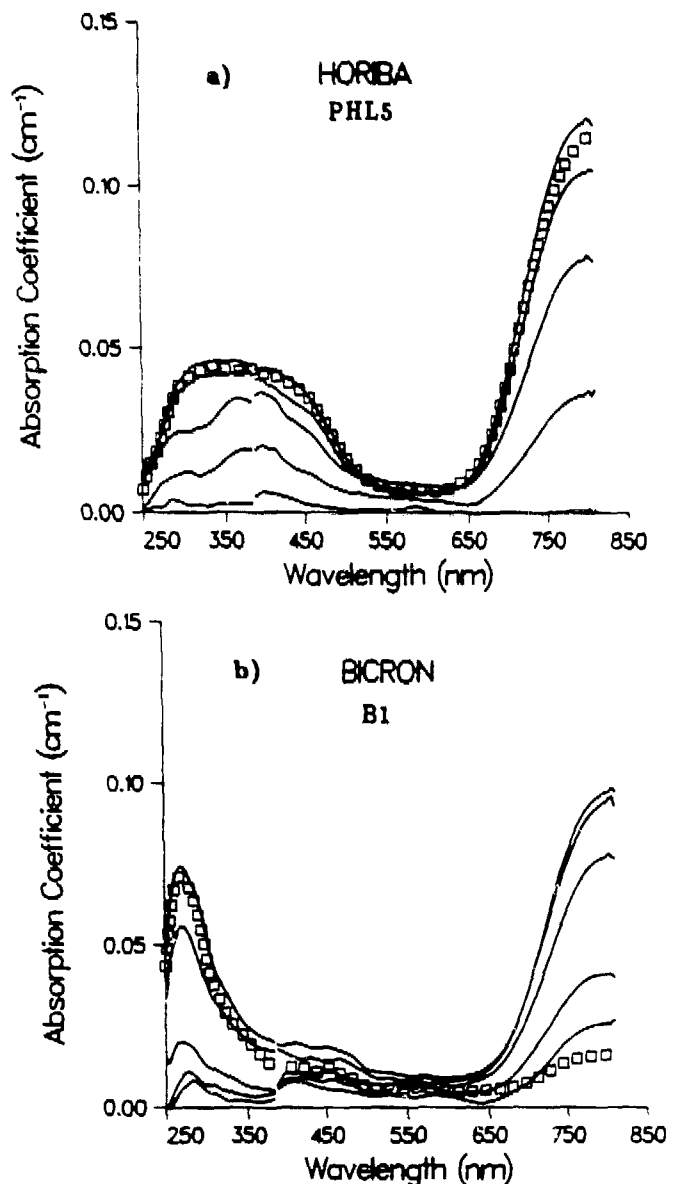 0.15
a) HORIBA
PHL5
0.10
0.05
0.00
Absorption Coefficient (cm⁻¹)
250 350 450 550 650 750 850
Wavelength (nm)
0.15
b) BICRON
B1
0.10
0.05
0.00
Absorption Coefficient (cm⁻¹)
250 350 450 550 650 750 850
Wavelength (nm)